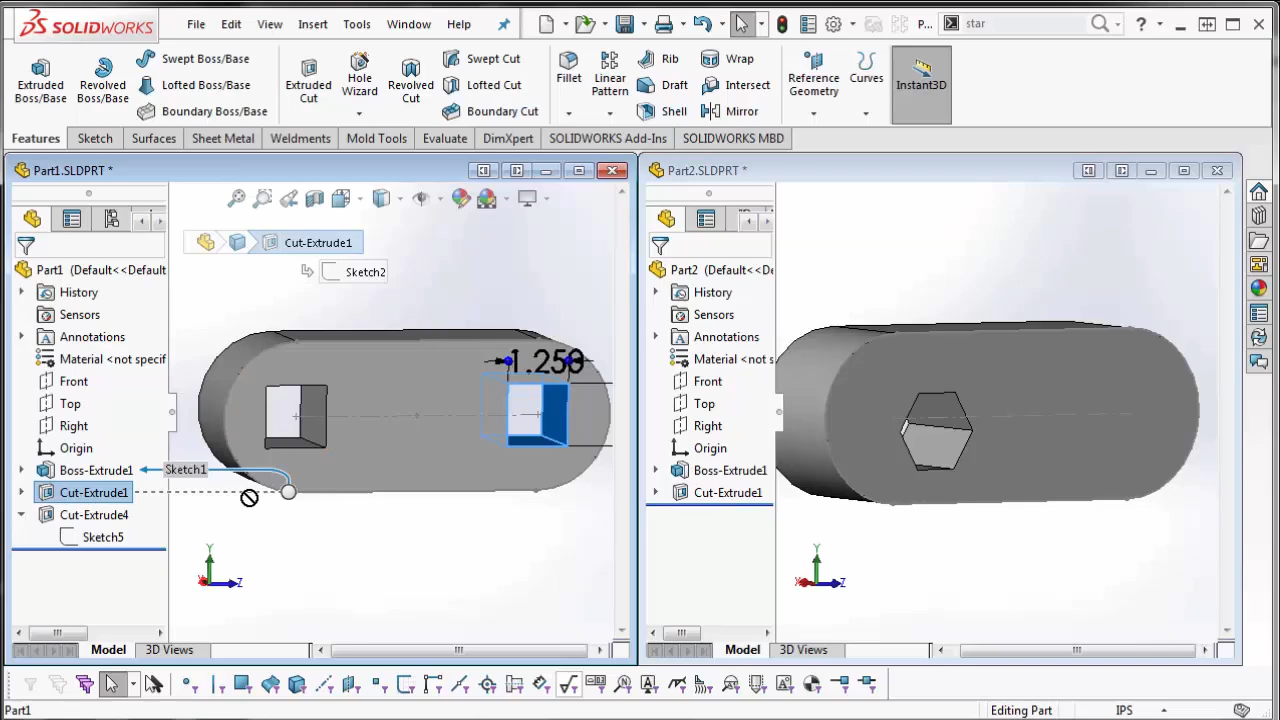 SOLIDWORKS File Edit View Insert Tools Window Help P... star
Extruded Boss/Base Revolved Boss/Base Swept Boss/Base Lofted Boss/Base Boundary Boss/Base Extruded Cut Hole Wizard Revolved Cut Swept Cut Lofted Cut Boundary Cut Fillet Linear Pattern Rib Draft Shell Wrap Intersect Mirror Reference Geometry Curves Instant3D
Features Sketch Surfaces Sheet Metal Weldments Mold Tools Evaluate DimXpert SOLIDWORKS Add-Ins SOLIDWORKS MBD
Part1.SLDPRT *
Cut-Extrude1
Sketch2
Part1 (Default<<Default
History
Sensors
Annotations
Material <not specif
Front
Top
Right
Origin
Boss-Extrude1
Cut-Extrude1
Cut-Extrude4
Sketch5
Sketch1
1.250
Y
Z
Model 3D Views
Part2.SLDPRT *
Part2 (Default<<De
History
Sensors
Annotations
Material <not specif
Front
Top
Right
Origin
Boss-Extrude1
Cut-Extrude1
Y
X Z
Model 3D Views
Part1 Editing Part IPS